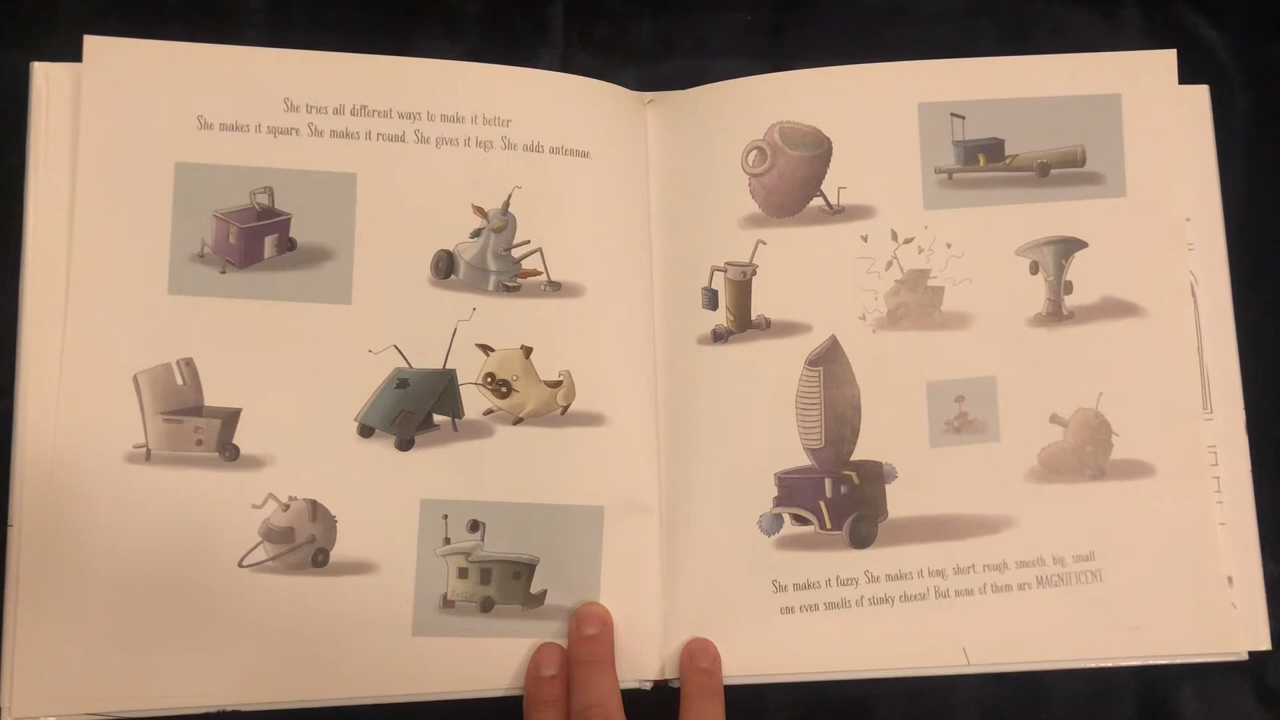 She tries all different ways to make it better
She makes it square. She makes it round. She gives it legs. She adds antennae.
She makes it fuzzy. She makes it long, short, rough, smooth, big, small
one even smells of stinky cheese! But none of them are MAGNIFICENT